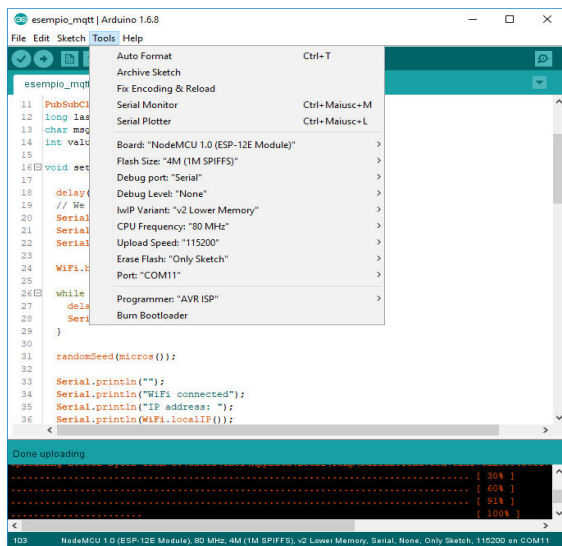 esempio_mqtt | Arduino 1.6.8
File Edit Sketch Tools Help
esempio_mqtt
Auto Format Ctrl+T
Archive Sketch
Fix Encoding & Reload
Serial Monitor Ctrl+Maiusc+M
Serial Plotter Ctrl+Maiusc+L
Board: "NodeMCU 1.0 (ESP-12E Module)"
Flash Size: "4M (1M SPIFFS)"
Debug port: "Serial"
Debug Level: "None"
IwIP Variant: "v2 Lower Memory"
CPU Frequency: "80 MHz"
Upload Speed: "115200"
Erase Flash: "Only Sketch"
Port: "COM11"
Programmer: "AVR ISP"
Burn Bootloader
11 PubSubCl
12 long las
13 char msg
14 int valu
15
16 void set
17
18 delay(
19 // We
20 Serial
21 Serial
22 Serial
23
24 WiFi.b
25
26 while
27 dela
28 Seri
29 }
30
31 randomSeed(micros());
32
33 Serial.println("");
34 Serial.println("WiFi connected");
35 Serial.println("IP address: ");
36 Serial.println(WiFi.localIP());
Done uploading.
[ 30% ]
[ 60% ]
[ 91% ]
[ 100% ]
103 NodeMCU 1.0 (ESP-12E Module), 80 MHz, 4M (1M SPIFFS), v2 Lower Memory, Serial, None, Only Sketch, 115200 on COM11